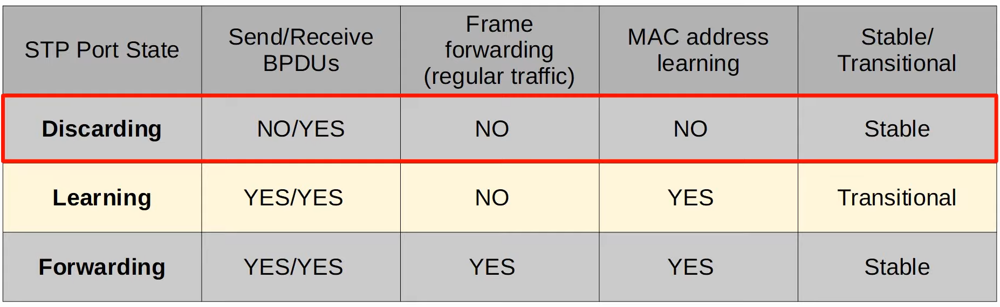 STP Port State
Send/Receive
BPDUs
Frame
forwarding
(regular traffic)
MAC address
learning
Stable/
Transitional
Discarding
NO/YES
NO
NO
Stable
Learning
YES/YES
NO
YES
Transitional
Forwarding
YES/YES
YES
YES
Stable